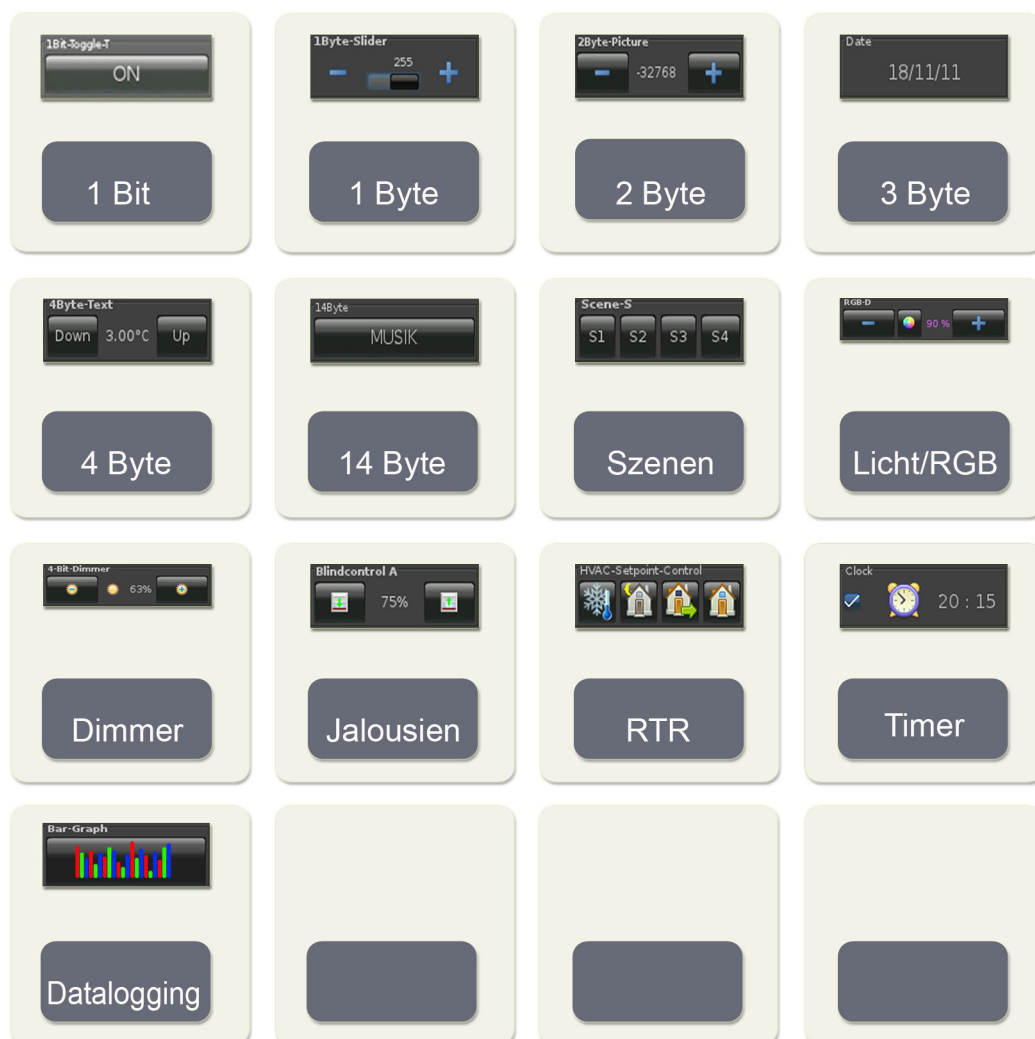 1Bit-Toggle-T
ON
1 Bit
1Byte-Slider
255
1 Byte
2Byte-Picture
-32768
2 Byte
Date
18/11/11
3 Byte
4Byte-Text
Down 3.00°C Up
4 Byte
14Byte
MUSIK
14 Byte
Scene-S
S1 S2 S3 S4
Szenen
RGB-D
90 %
Licht/RGB
4-Bit-Dimmer
63%
Dimmer
Blindcontrol A
75%
Jalousien
HVAC-Setpoint-Control
RTR
Clock
20 : 15
Timer
Bar-Graph
Datalogging